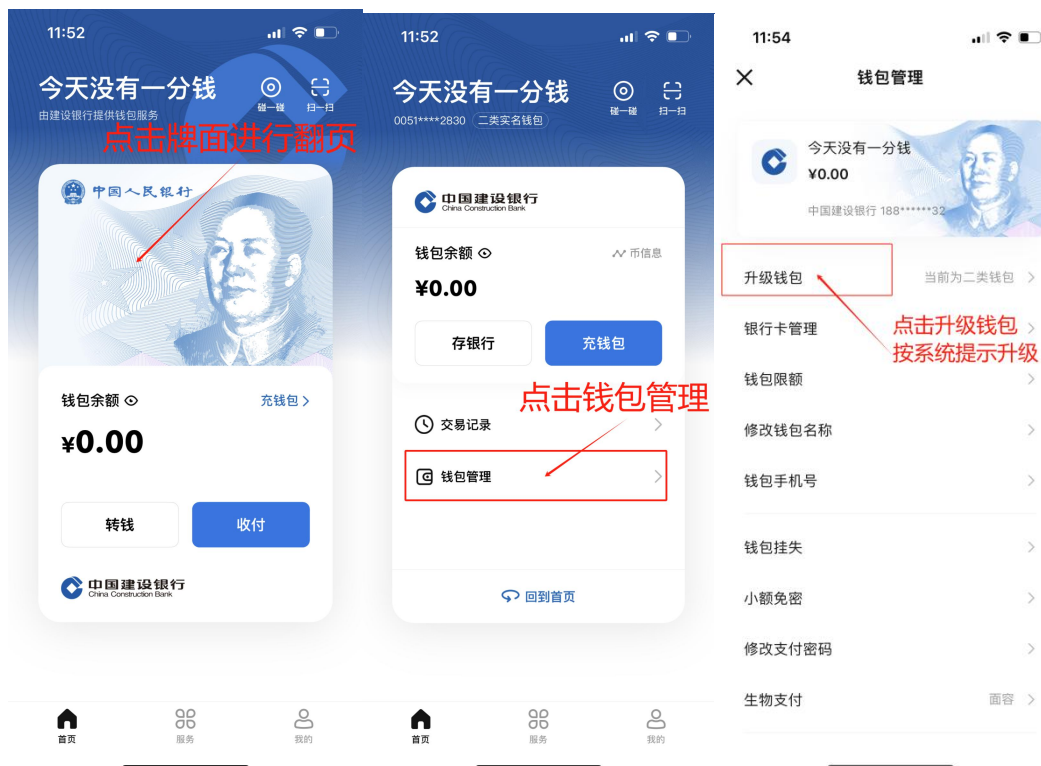 11:52
今天没有一分钱
由建设银行提供钱包服务
碰一碰
扫一扫
点击牌面进行翻页
中国人民银行
钱包余额
充钱包
¥0.00
转钱
收付
中国建设银行
China Construction Bank
首页
服务
我的
11:52
今天没有一分钱
0051****2830
二类实名钱包
碰一碰
扫一扫
中国建设银行
China Construction Bank
钱包余额
币信息
¥0.00
存银行
充钱包
点击钱包管理
交易记录
钱包管理
回到首页
首页
服务
我的
11:54
钱包管理
今天没有一分钱
¥0.00
中国建设银行 188******32
升级钱包
当前为二类钱包
点击升级钱包
按系统提示升级
银行卡管理
钱包限额
修改钱包名称
钱包手机号
钱包挂失
小额免密
修改支付密码
生物支付
面容